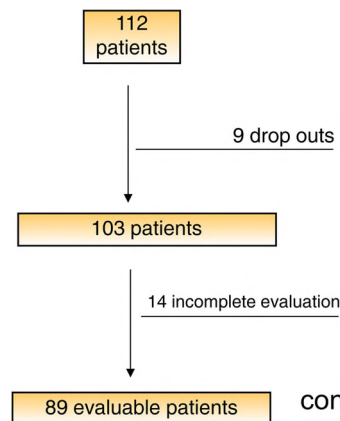 112
patients
9 drop outs
103 patients
14 incomplete evaluation
89 evaluable patients